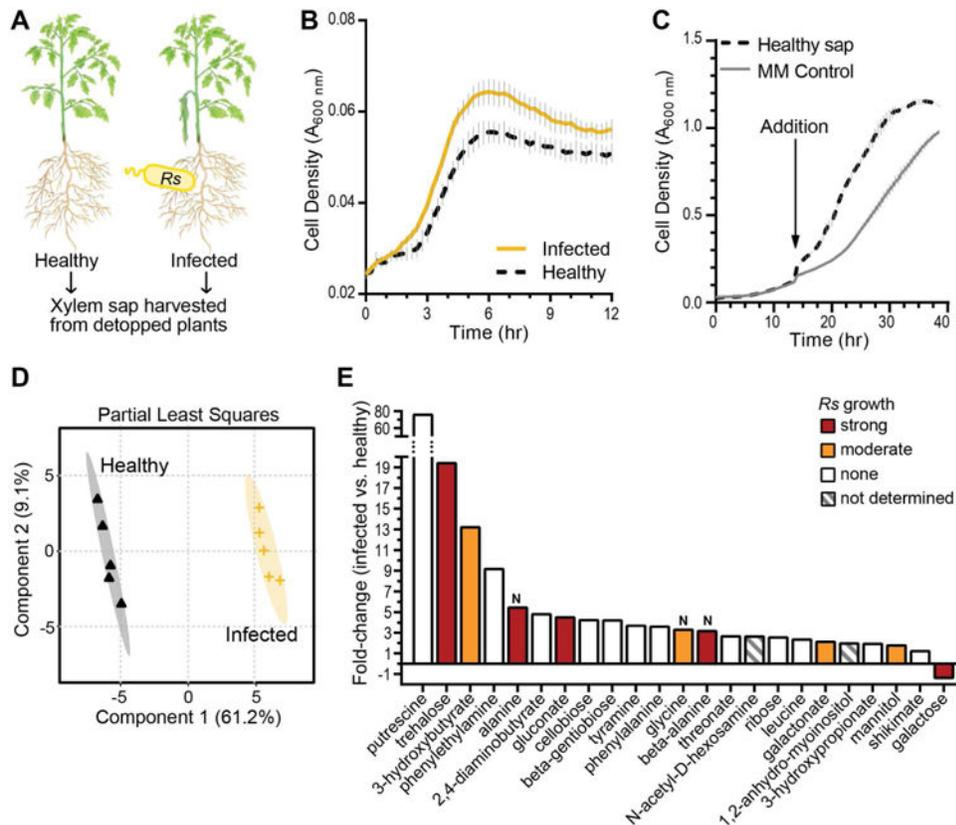 A
Rs
Healthy
Infected
Xylem sap harvested
from detopped plants
B
Cell Density (A600 nm)
0.08
0.06
0.04
0.02
0
3
6
9
12
Time (hr)
Infected
Healthy
C
Cell Density (A600 nm)
1.5
1.0
0.5
0.0
0
10
20
30
40
Time (hr)
Healthy sap
MM Control
Addition
D
Partial Least Squares
Component 2 (9.1%)
5
0
-5
Healthy
Infected
-5
0
5
Component 1 (61.2%)
E
Fold-change (infected vs. healthy)
80
60
19
17
15
13
11
9
7
5
3
1
-1
N
N
N
Rs growth
strong
moderate
none
not determined
putrescine
trehalose
3-hydroxybutyrate
phenylethylamine
alanine
2,4-diaminobutyrate
gluconate
cellobiose
beta-gentiobiose
tyramine
phenylalanine
glycine
beta-alanine
threonate
N-acetyl-D-hexosamine
ribose
leucine
galactonate
1,2-anhydro-myoinositol
3-hydroxypropionate
mannitol
shikimate
galactose